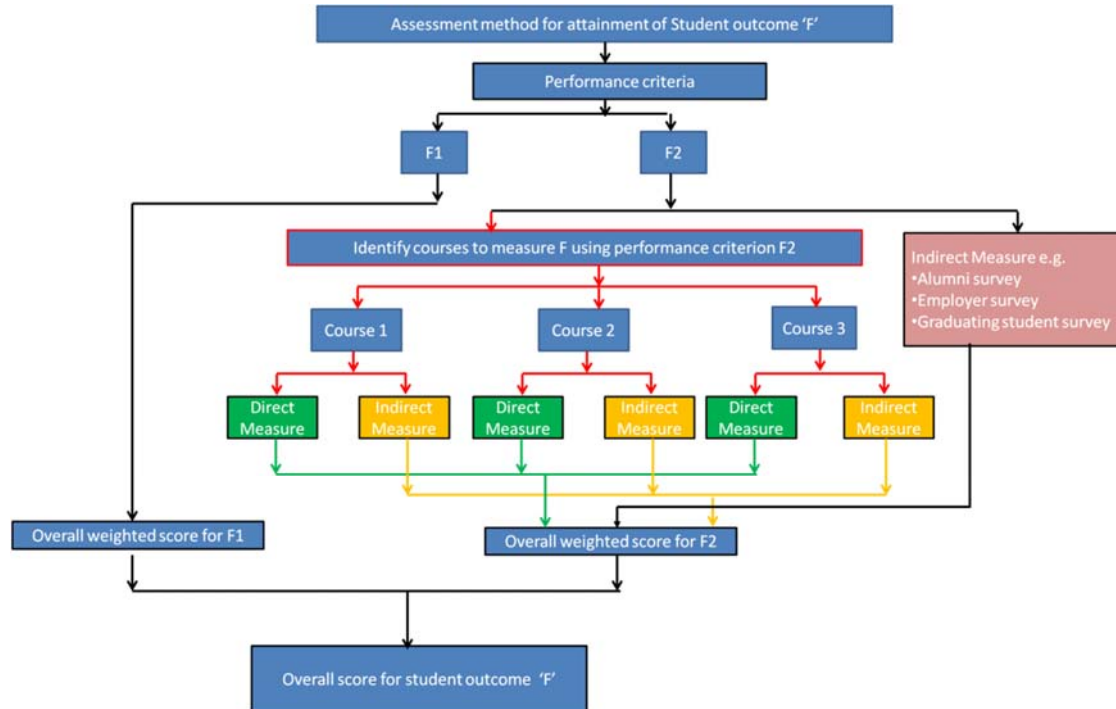 Assessment method for attainment of Student outcome ‘F’
Performance criteria
F1
F2
Identify courses to measure F using performance criterion F2
Indirect Measure e.g.
•Alumni survey
•Employer survey
•Graduating student survey
Course 1
Course 2
Course 3
Direct
Measure
Indirect
Measure
Direct
Measure
Indirect
Measure
Direct
Measure
Indirect
Measure
Overall weighted score for F1
Overall weighted score for F2
Overall score for student outcome ‘F’